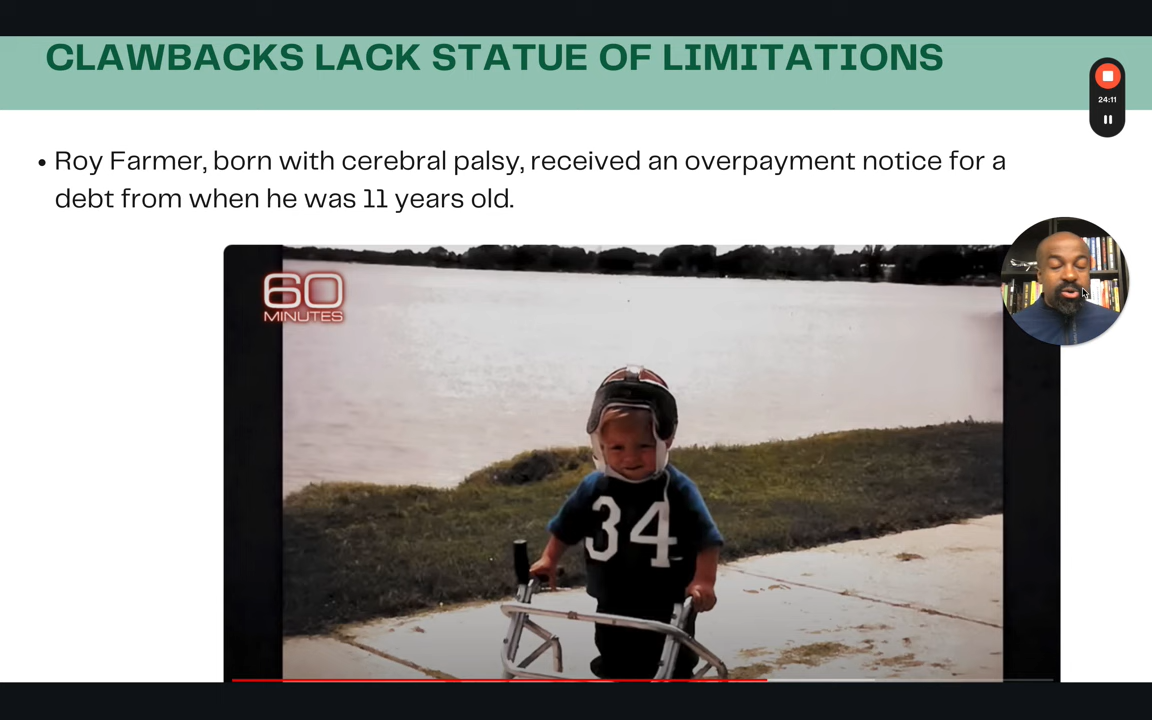 CLAWBACKS LACK STATUE OF LIMITATIONS
24:11
• Roy Farmer, born with cerebral palsy, received an overpayment notice for a
debt from when he was 11 years old.
60
MINUTES
34